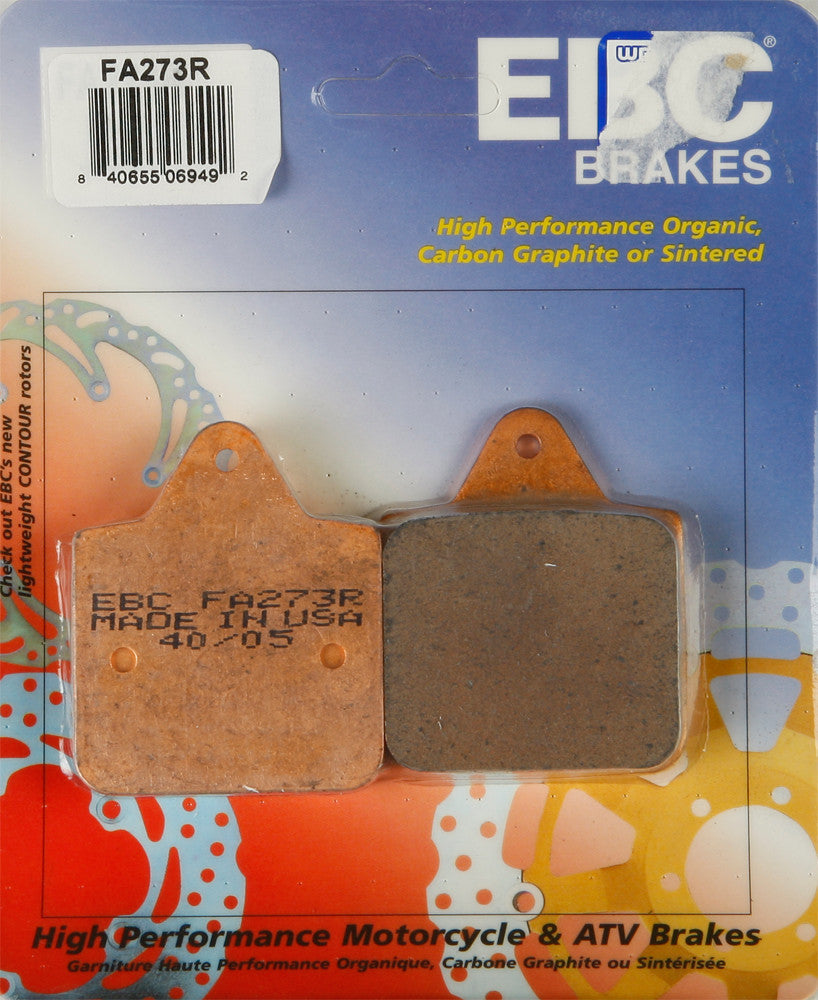 FA273R
8 40655 06949 2
EBC®
BRAKES
High Performance Organic,
Carbon Graphite or Sintered
Check out EBC's new
lightweight CONTOUR rotors
EBC FA273R
MADE IN USA
40/05
High Performance Motorcycle & ATV Brakes
Garniture Haute Performance Organique, Carbone Graphite ou Sintérisée